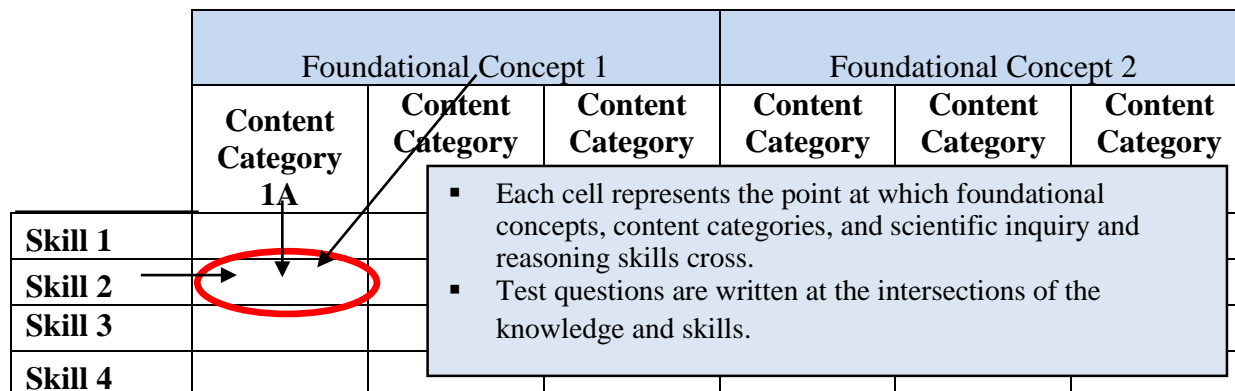 Foundational Concept 1
Foundational Concept 2
Content
Category
1A
Content
Category
Content
Category
Content
Category
Content
Category
Content
Category
▪ Each cell represents the point at which foundational
concepts, content categories, and scientific inquiry and
reasoning skills cross.
▪ Test questions are written at the intersections of the
knowledge and skills.
Skill 1
Skill 2
Skill 3
Skill 4